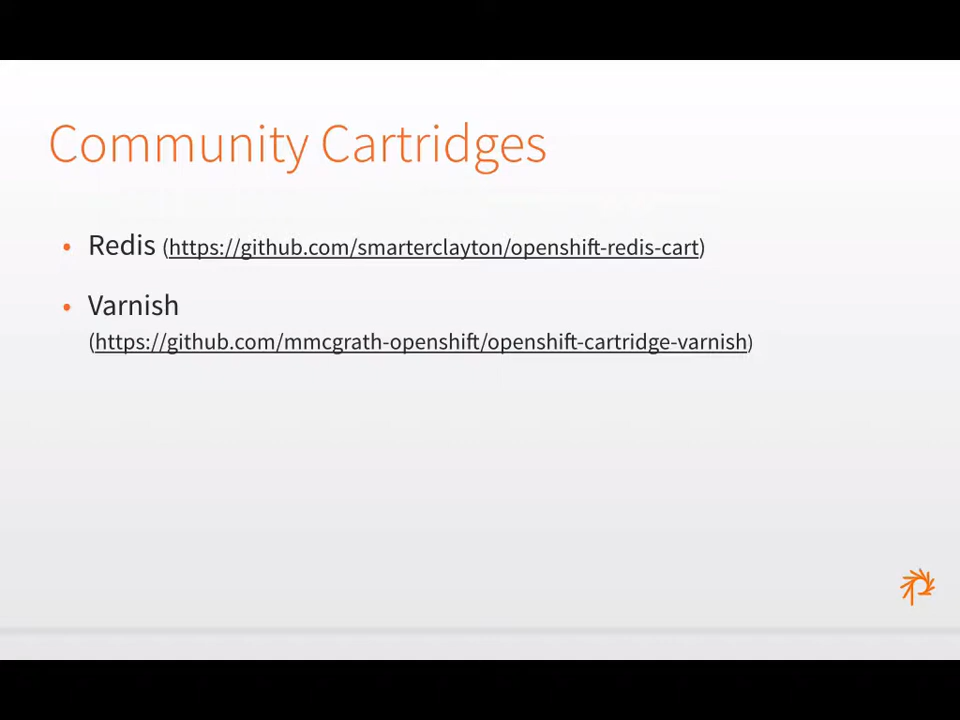 Community Cartridges
• Redis (https://github.com/smarterclayton/openshift-redis-cart)
• Varnish
(https://github.com/mmcgrath-openshift/openshift-cartridge-varnish)